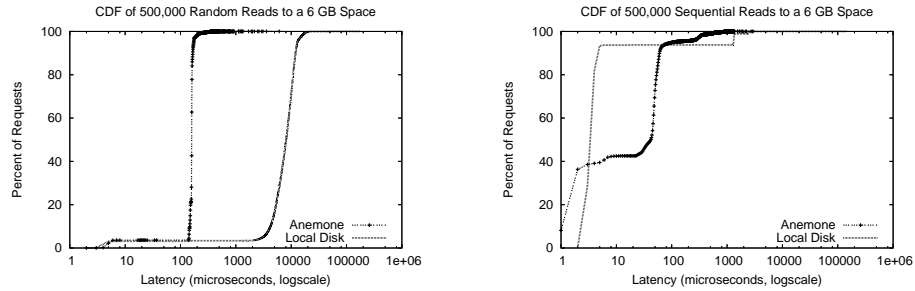 CDF of 500,000 Random Reads to a 6 GB Space
100
80
60
40
20
0
Percent of Requests
Anemone
Local Disk
1 10 100 1000 10000 100000 1e+06
Latency (microseconds, logscale)
CDF of 500,000 Sequential Reads to a 6 GB Space
100
80
60
40
20
0
Percent of Requests
Anemone
Local Disk
1 10 100 1000 10000 100000 1e+06
Latency (microseconds, logscale)